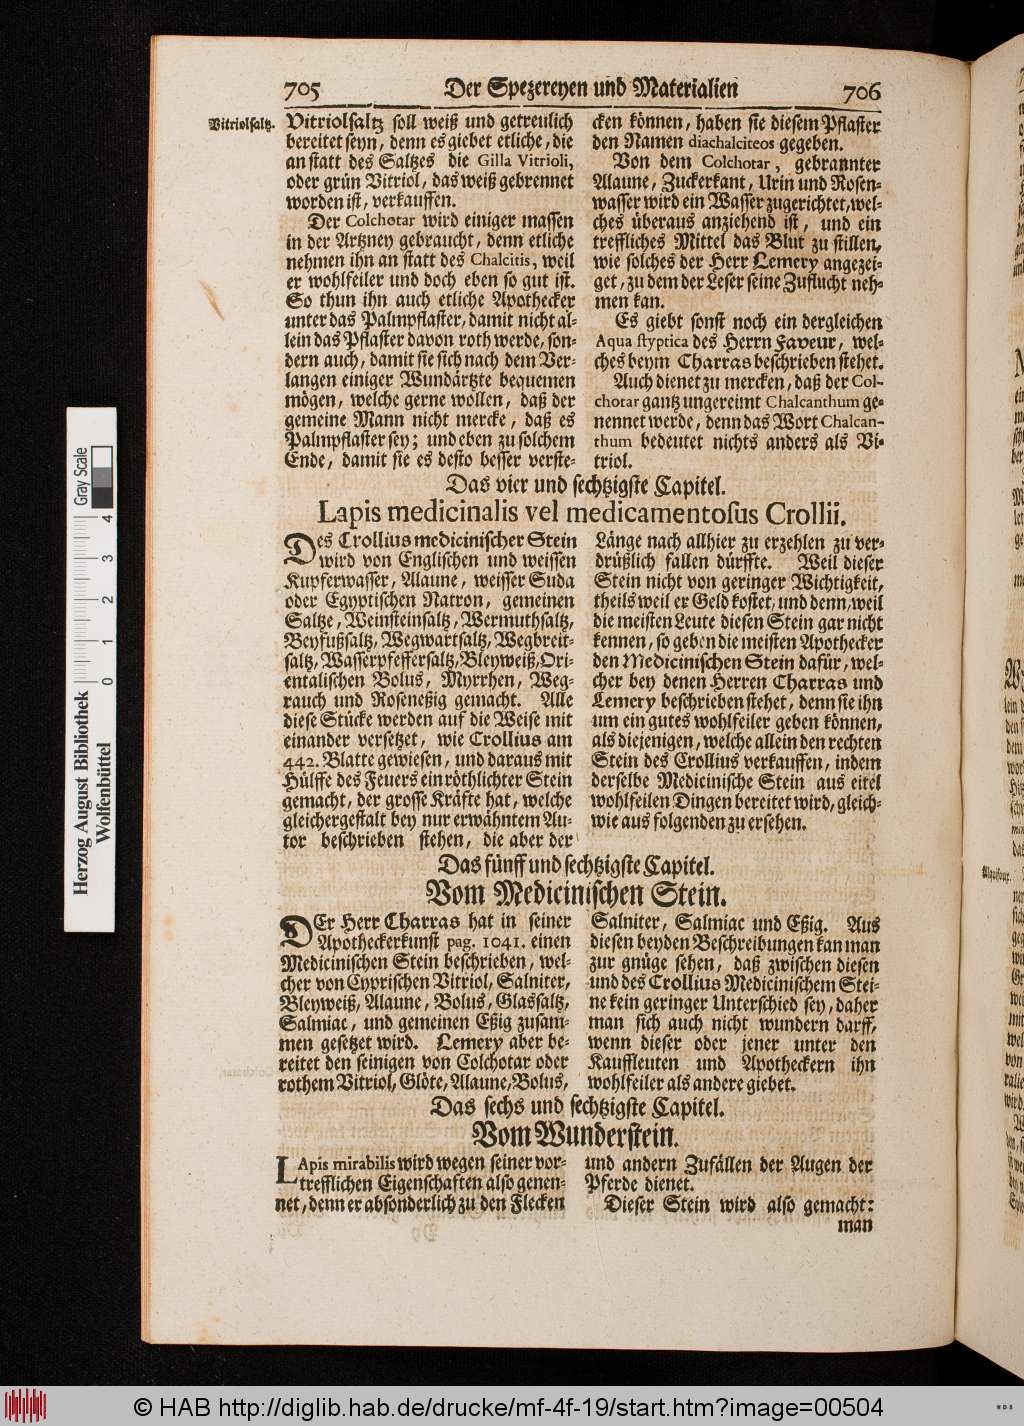 705
Der Spezereyen und Materialien
706
Vitriolsaltz.
Vitriolsaltz soll weiß und getreulich
bereitet seyn, denn es giebet etliche, die
an statt des Saltzes die Gilla Vitrioli,
oder grün Vitriol, das weiß gebrennet
worden ist, verkauffen.
Der Colchotar wird einiger massen
in der Artzney gebraucht, denn etliche
nehmen ihn an statt des Chalcitis, weil
er wohlfeiler und doch eben so gut ist.
So thun ihn auch etliche Apothecker
unter das Palmpflaster, damit nicht al-
lein das Pflaster davon roth werde, son-
dern auch, damit sie sich nach dem Ver-
langen einiger Wundärtzte bequemen
mögen, welche gerne wollen, daß der
gemeine Mann nicht mercke, daß es
Palmpflaster sey; und eben zu solchem
Ende, damit sie es desto besser verste-
cken können, haben sie diesem Pflaster
den Namen diachalciteos gegeben.
Von dem Colchotar, gebrannter
Alaune, Zuckerkant, Urin und Rosen-
wasser wird ein Wasser zugerichtet, wel-
ches überaus anziehend ist, und ein
treffliches Mittel das Blut zu stillen,
wie solches der Herr Lemery angezei-
get, zu dem der Leser seine Zuflucht neh-
men kan.
Es giebt sonst noch ein dergleichen
Aqua styptica des Herrn Faveur, wel-
ches beym Charras beschrieben stehet.
Auch dienet zu mercken, daß der Col-
chotar gantz ungereimt Chalcanthum ge-
nennet werde, denn das Wort Chalcan-
thum bedeutet nichts anders als Vi-
triol.
Das vier und sechtzigste Capitel.
Lapis medicinalis vel medicamentosus Crollii.
Des Crollius medicinischer Stein
wird von Englischen und weissen
Kupferwasser, Alaune, weisser Suda
oder Egyptischen Natron, gemeinen
Saltze, Weinsteinsaltz, Wermuthsaltz,
Beyfußsaltz, Wegwartsaltz, Wegbreit-
saltz, Wasserpfeffersaltz, Bleyweiß, Ori-
entalischen Bolus, Myrrhen, Weg-
rauch und Roseneßig gemacht. Alle
diese Stücke werden auf die Weise mit
einander versetzet, wie Crollius am
442. Blatte gewiesen, und daraus mit
Hülffe des Feuers ein röthlichter Stein
gemacht, der grosse Kräfte hat, welche
gleichergestalt bey nur erwähntem Au-
tor beschrieben stehen, die aber der
Länge nach allhier zu erzehlen zu ver-
drüßlich fallen dürffte. Weil dieser
Stein nicht von geringer Wichtigkeit,
theils weil er Geld kostet, und denn, weil
die meisten Leute diesen Stein gar nicht
kennen, so geben die meisten Apothecker
den Medicinischen Stein dafür, wel-
cher bey denen Herren Charras und
Lemery beschrieben stehet, denn sie ihn
um ein gutes wohlfeiler geben können,
als diejenigen, welche allein den rechten
Stein des Crollius verkauffen, indem
derselbe Medicinische Stein aus eitel
wohlfeilen Dingen bereitet wird, gleich-
wie aus folgenden zu ersehen.
Das fünff und sechtzigste Capitel.
Vom Medicinischen Stein.
DEr Herr Charras hat in seiner
Apotheckerkunst pag. 1041. einen
Medicinischen Stein beschrieben, wel-
cher von Cyprischen Vitriol, Salniter,
Bleyweiß, Alaune, Bolus, Glassaltz,
Salmiac, und gemeinen Eßig zusam-
men gesetzet wird. Lemery aber be-
reitet den seinigen von Colchotar oder
rothem Vitriol, Glöte, Alaune, Bolus,
Salniter, Salmiac und Eßig. Aus
diesen beyden Beschreibungen kan man
zur gnüge sehen, daß zwischen diesen
und des Crollius Medicinischem Stei-
ne kein geringer Unterschied sey, daher
man sich auch nicht wundern darff,
wenn dieser oder jener unter den
Kauffleuten und Apotheckern ihn
wohlfeiler als andere giebet.
Das sechs und sechtzigste Capitel.
Vom Wunderstein.
LApis mirabilis wird wegen seiner vor-
trefflichen Eigenschaften also genen-
net, denn er absonderlich zu den Flecken
und andern Zufällen der Augen der
Pferde dienet.
Dieser Stein wird also gemacht:
man
Herzog August Bibliothek
Wolfenbüttel
0 1 2 3 4
Gray Scale
© HAB http://diglib.hab.de/drucke/mf-4f-19/start.htm?image=00504